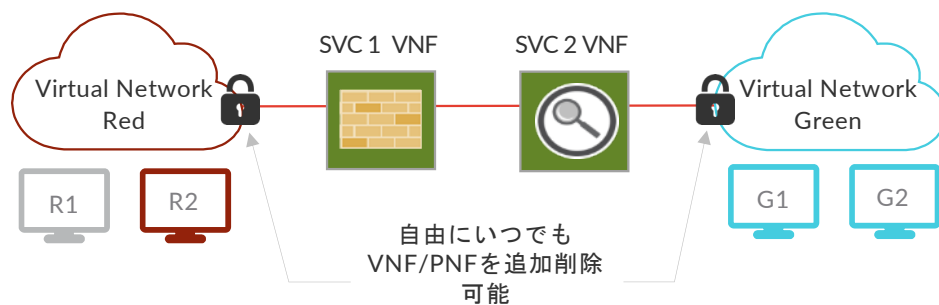 SVC 1 VNF
SVC 2 VNF
Virtual Network
Red
Virtual Network
Green
R1
R2
G1
G2
自由にいつでも
VNF/PNFを追加削除
可能